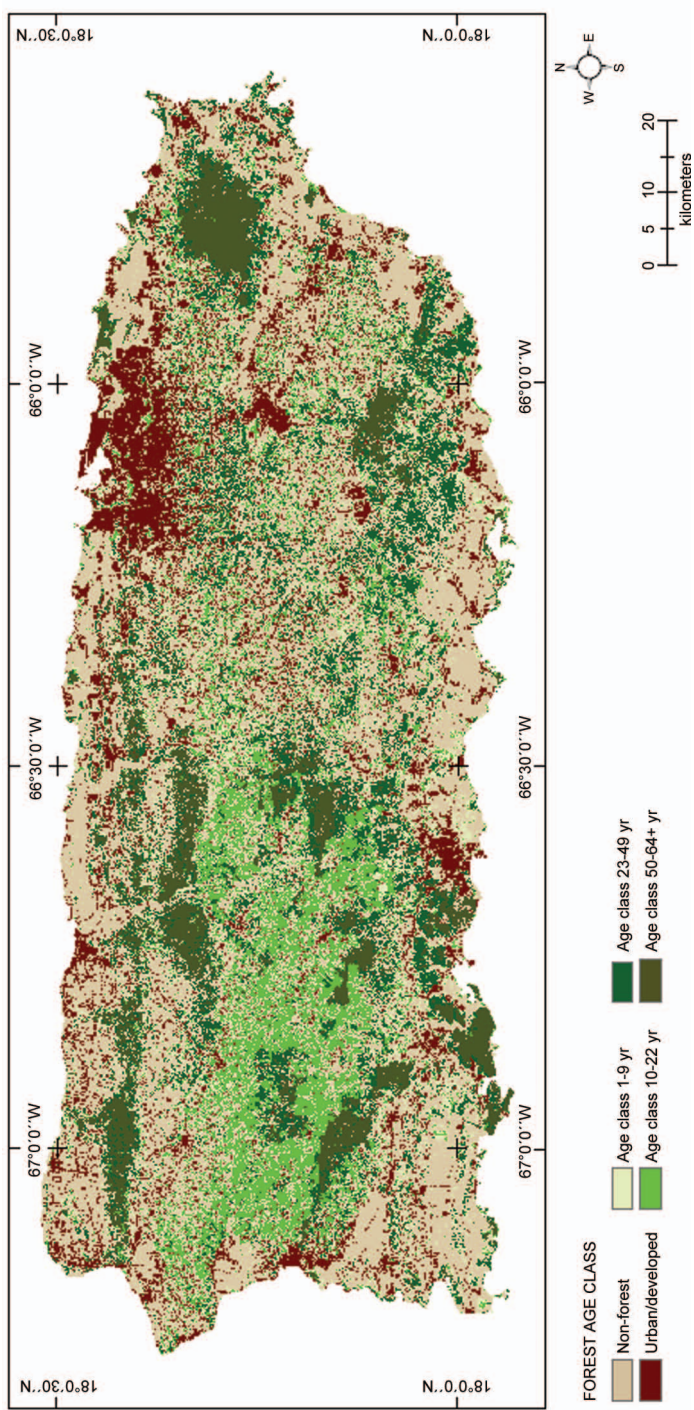 67°0.0..W 66°30.0..W 66°0.0..W
18°0.30..N 18°0.30..N
18°0.0..N 18°0.0..N
67°0.0..W 66°30.0..W 66°0.0..W
N
W E
S
FOREST AGE CLASS
Non-forest
Urban/developed
Age class 1-9 yr
Age class 10-22 yr
Age class 23-49 yr
Age class 50-64+ yr
0 5 10 20
kilometers